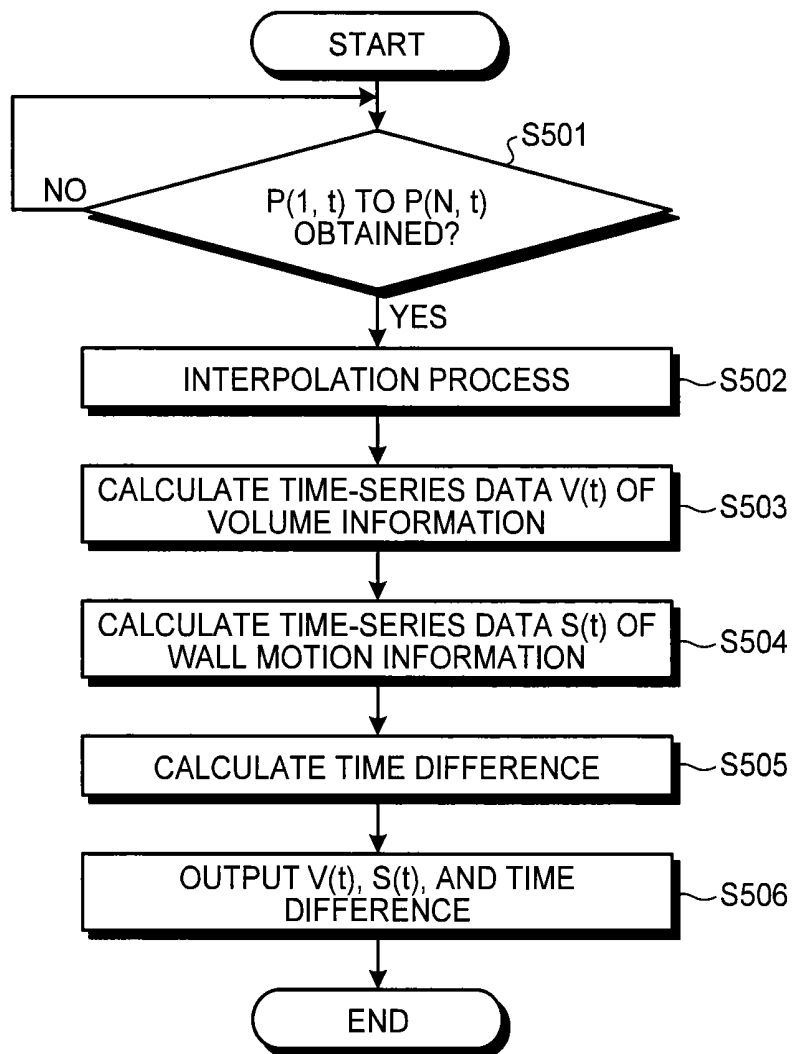 START
S501
NO
P(1, t) TO P(N, t)
OBTAINED?
YES
INTERPOLATION PROCESS
S502
CALCULATE TIME-SERIES DATA V(t) OF
VOLUME INFORMATION
S503
CALCULATE TIME-SERIES DATA S(t) OF
WALL MOTION INFORMATION
S504
CALCULATE TIME DIFFERENCE
S505
OUTPUT V(t), S(t), AND TIME
DIFFERENCE
S506
END